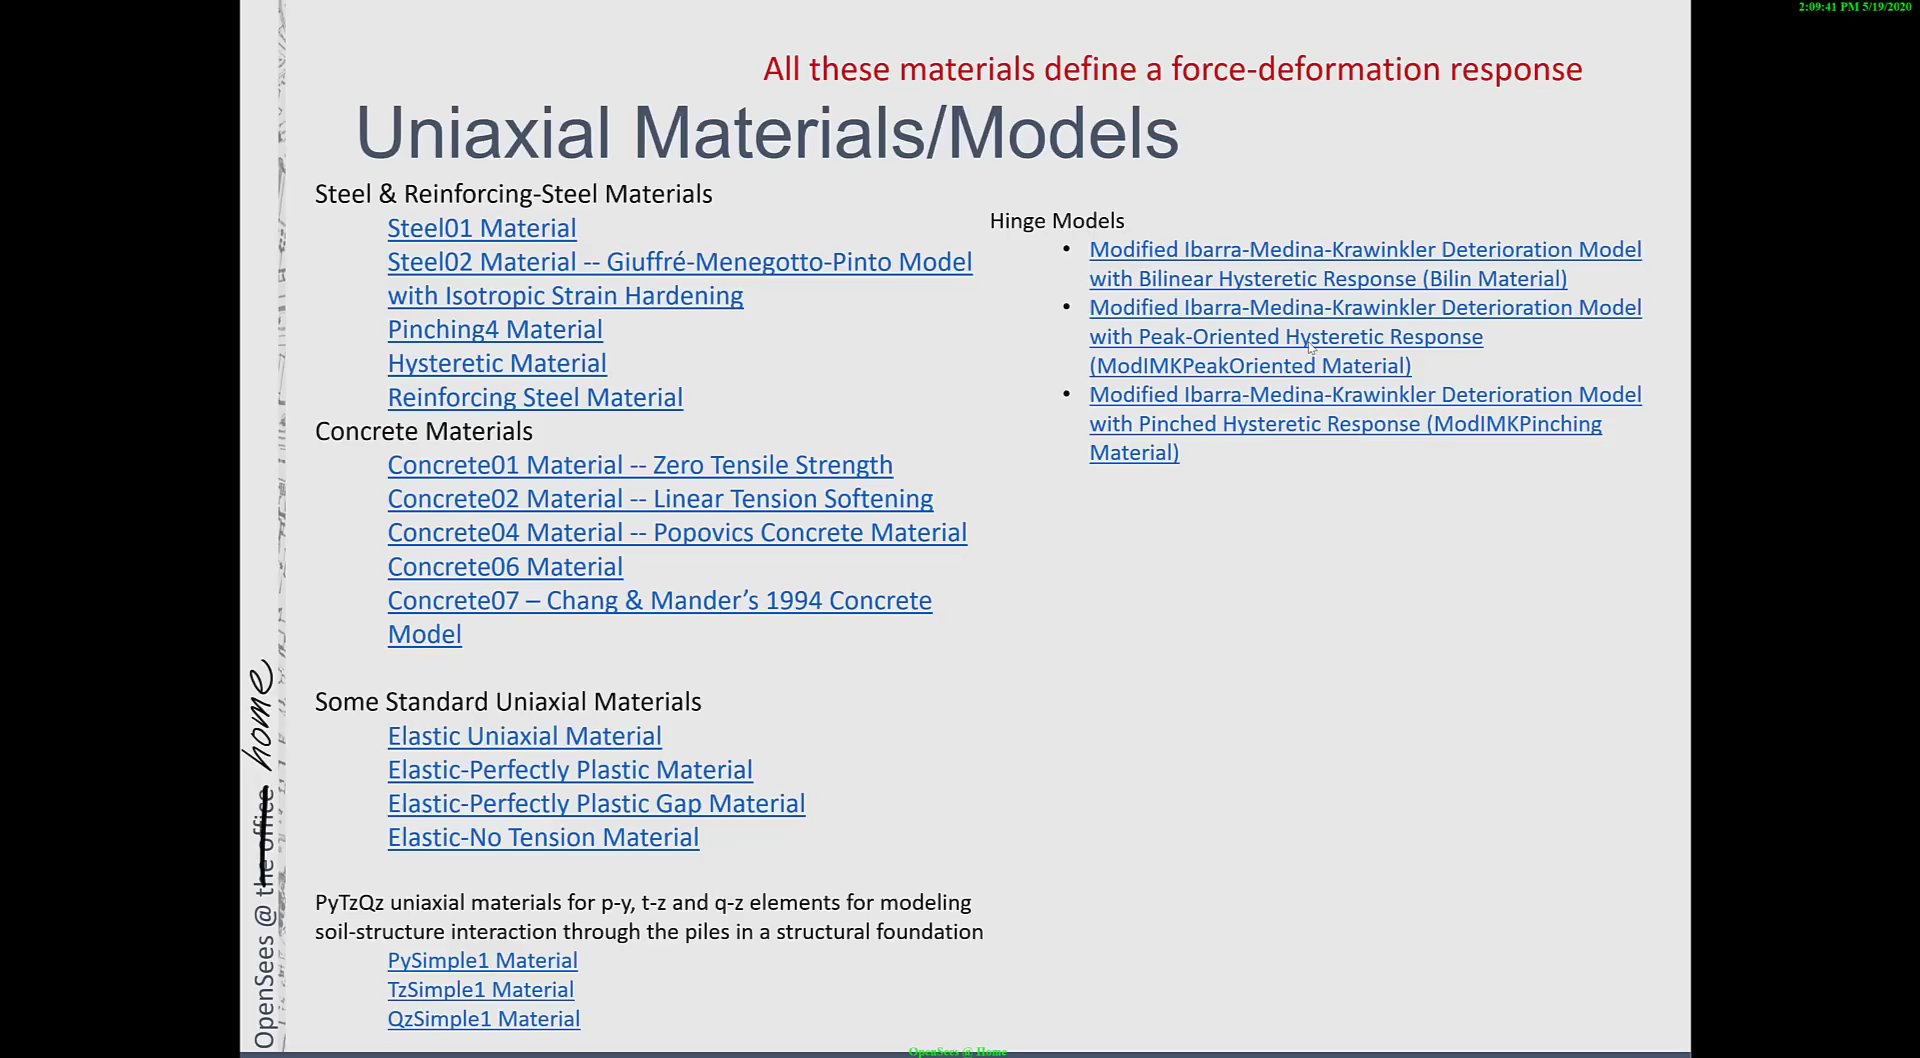 2:09:41 PM 5/19/2020
All these materials define a force-deformation response
Uniaxial Materials/Models
Steel & Reinforcing-Steel Materials
Steel01 Material
Steel02 Material -- Giuffré-Menegotto-Pinto Model
with Isotropic Strain Hardening
Pinching4 Material
Hysteretic Material
Reinforcing Steel Material
Concrete Materials
Concrete01 Material -- Zero Tensile Strength
Concrete02 Material -- Linear Tension Softening
Concrete04 Material -- Popovics Concrete Material
Concrete06 Material
Concrete07 – Chang & Mander’s 1994 Concrete
Model
Some Standard Uniaxial Materials
Elastic Uniaxial Material
Elastic-Perfectly Plastic Material
Elastic-Perfectly Plastic Gap Material
Elastic-No Tension Material
PyTzQz uniaxial materials for p-y, t-z and q-z elements for modeling
soil-structure interaction through the piles in a structural foundation
PySimple1 Material
TzSimple1 Material
QzSimple1 Material
Hinge Models
• Modified Ibarra-Medina-Krawinkler Deterioration Model
with Bilinear Hysteretic Response (Bilin Material)
• Modified Ibarra-Medina-Krawinkler Deterioration Model
with Peak-Oriented Hysteretic Response
(ModIMKPeakOriented Material)
• Modified Ibarra-Medina-Krawinkler Deterioration Model
with Pinched Hysteretic Response (ModIMKPinching
Material)
OpenSees @ the office home
OpenSees @ Home